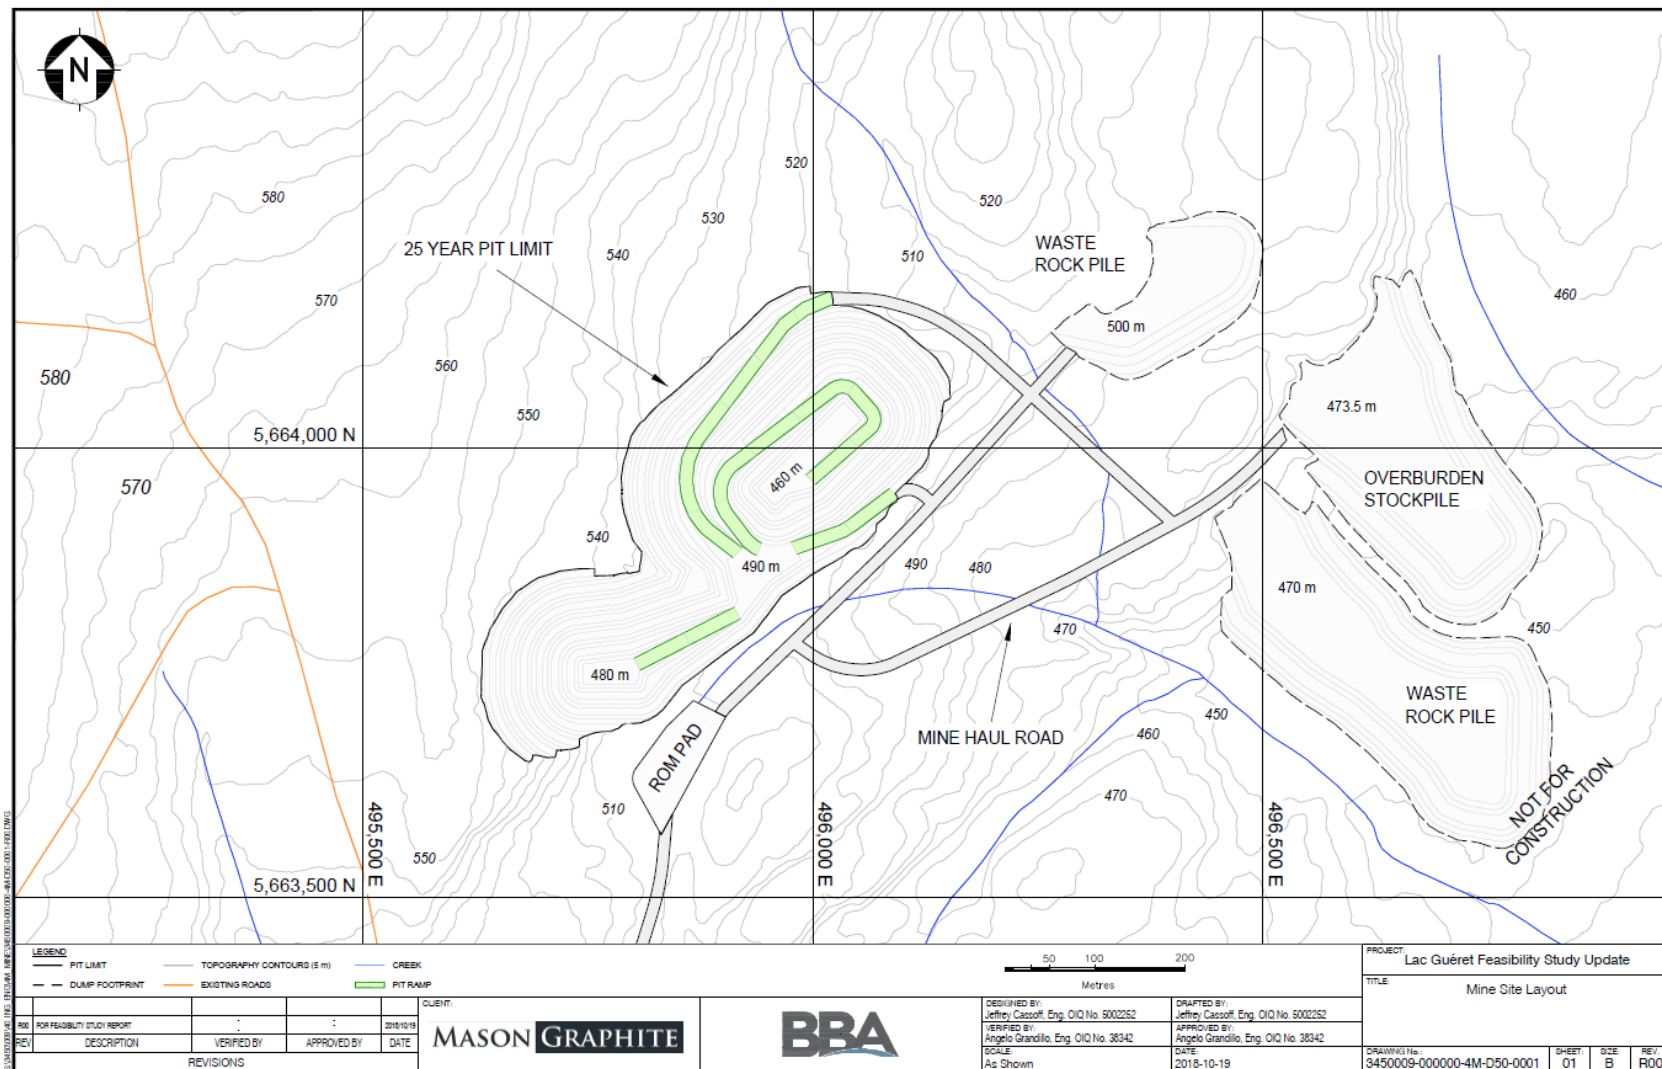 N
580
520
520
530
25 YEAR PIT LIMIT
540
510
WASTE
ROCK PILE
570
460
500 m
560
580
550
473.5 m
5,664,000 N
460 m
570
OVERBURDEN
STOCKPILE
540
490 m
490
480
470 m
470
450
480 m
WASTE
ROCK PILE
450
MINE HAUL ROAD
460
ROM PAD
470
510
NOT FOR
CONSTRUCTION
495,500 E
496,000 E
496,500 E
550
5,663,500 N
LEGEND
PIT LIMIT
TOPOGRAPHY CONTOURS (5 m)
CREEK
DUMP FOOTPRINT
EXISTING ROADS
PIT RAMP
50 100 200
Metres
PROJECT:
Lac Guéret Feasibility Study Update
TITLE:
Mine Site Layout
R00 FOR FEASIBILITY STUDY REPORT : : 2018/10/19
REV DESCRIPTION VERIFIED BY APPROVED BY DATE
REVISIONS
CLIENT:
MASON GRAPHITE
BBA
DESIGNED BY:
Jeffrey Cassoff, Eng. OIQ No. 5002252
DRAFTED BY:
Jeffrey Cassoff, Eng. OIQ No. 5002252
VERIFIED BY:
Angelo Grandillo, Eng. OIQ No. 38342
APPROVED BY:
Angelo Grandillo, Eng. OIQ No. 38342
SCALE:
As Shown
DATE:
2018-10-19
DRAWING No.:
3450009-000000-4M-D50-0001
SHEET:
01
SIZE:
B
REV.
R00